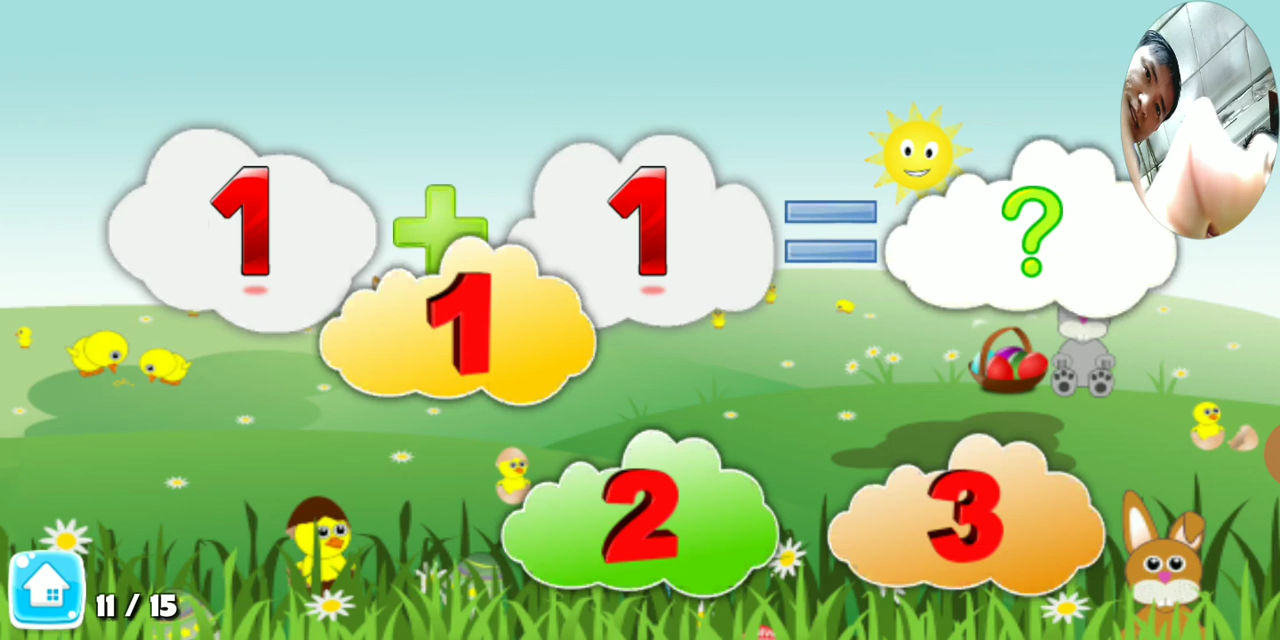 1 + 1 = ?
1
2 3
11 / 15